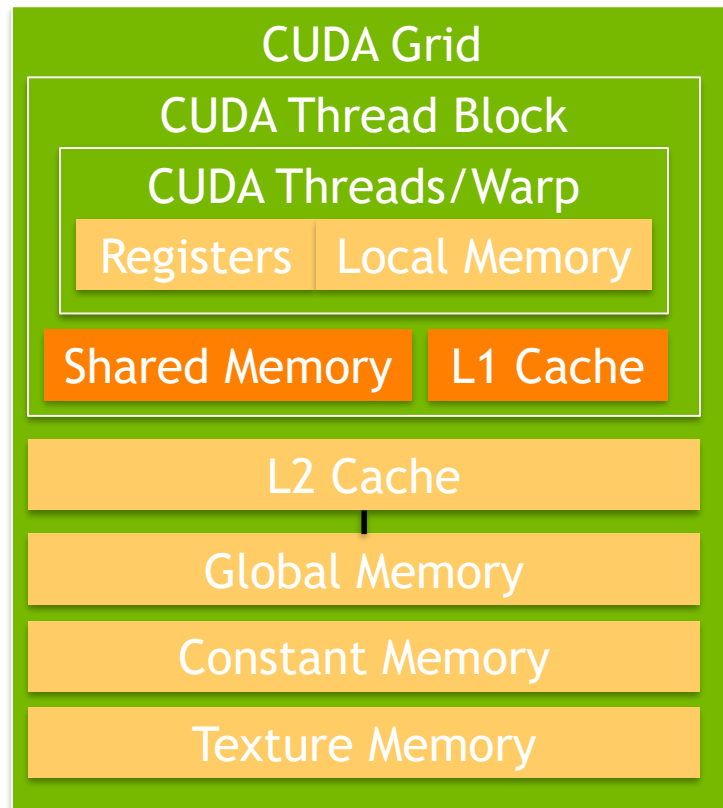 CUDA Grid
CUDA Thread Block
CUDA Threads/Warp
Registers Local Memory
Shared Memory L1 Cache
L2 Cache
Global Memory
Constant Memory
Texture Memory